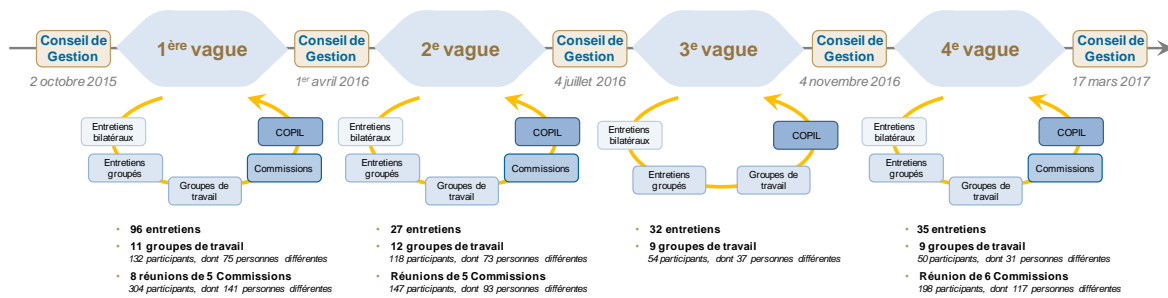 Conseil de
Gestion
1ère vague
Conseil de
Gestion
2e vague
Conseil de
Gestion
3e vague
Conseil de
Gestion
4e vague
Conseil de
Gestion
2 octobre 2015
1er avril 2016
4 juillet 2016
4 novembre 2016
17 mars 2017
Entretiens
bilatéraux
Entretiens
groupés
Groupes de
travail
Commissions
COPIL
Entretiens
bilatéraux
Entretiens
groupés
Groupes de
travail
Commissions
COPIL
Entretiens
bilatéraux
Entretiens
groupés
Groupes de
travail
COPIL
Entretiens
bilatéraux
Entretiens
groupés
Groupes de
travail
Commissions
COPIL
• 96 entretiens
• 11 groupes de travail
132 participants, dont 75 personnes différentes
• 8 réunions de 5 Commissions
304 participants, dont 141 personnes différentes
• 27 entretiens
• 12 groupes de travail
118 participants, dont 73 personnes différentes
• Réunions de 5 Commissions
147 participants, dont 93 personnes différentes
• 32 entretiens
• 9 groupes de travail
54 participants, dont 37 personnes différentes
• 35 entretiens
• 9 groupes de travail
50 participants, dont 31 personnes différentes
• Réunion de 6 Commissions
198 participants, dont 117 personnes différentes